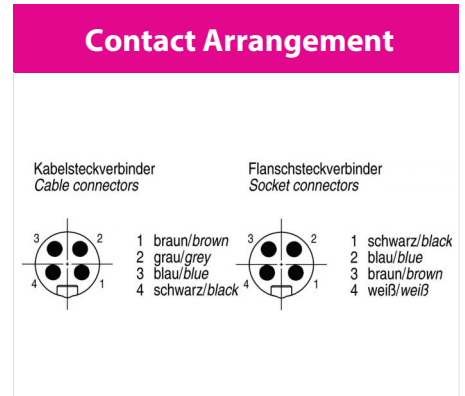 Contact Arrangement
Kabelsteckverbinder
Cable connectors
3
2
4
1
1 braun/brown
2 grau/grey
3 blau/blue
4 schwarz/black
Flanschsteckverbinder
Socket connectors
3
2
4
1
1 schwarz/black
2 blau/blue
3 braun/brown
4 weiß/weiß